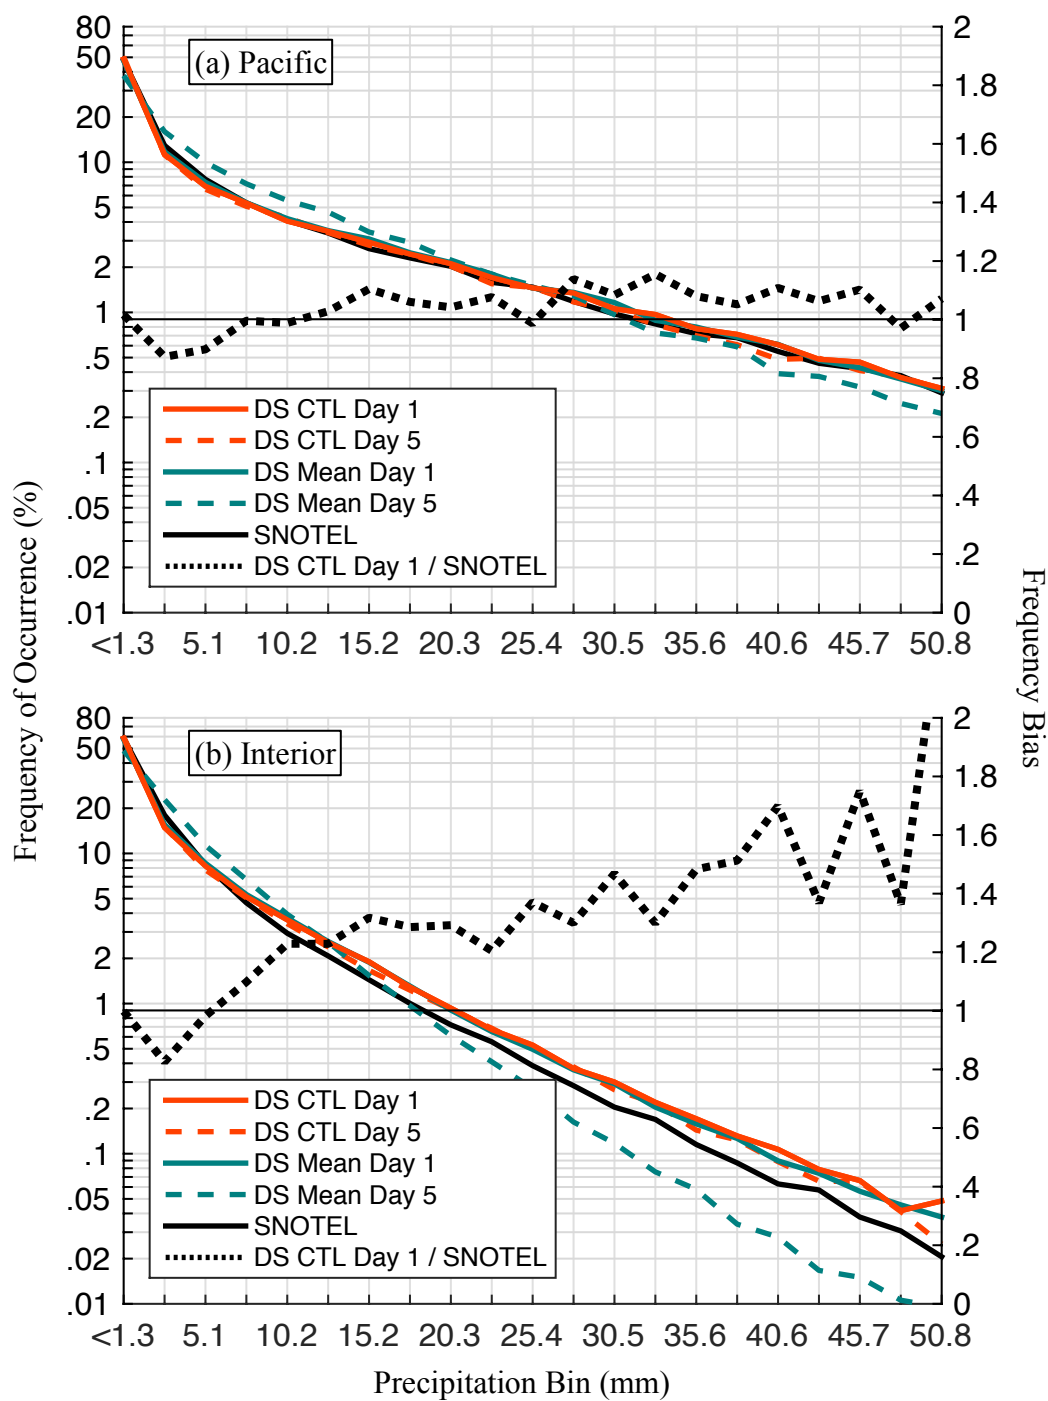 80
50
20
10
5
2
1
.5
.2
.1
.05
.02
.01
(a) Pacific
2
1.8
1.6
1.4
1.2
1
.8
.6
.4
.2
0
DS CTL Day 1
DS CTL Day 5
DS Mean Day 1
DS Mean Day 5
SNOTEL
DS CTL Day 1 / SNOTEL
<1.3 5.1 10.2 15.2 20.3 25.4 30.5 35.6 40.6 45.7 50.8
Frequency of Occurrence (%)
Frequency Bias
80
50
20
10
5
2
1
.5
.2
.1
.05
.02
.01
(b) Interior
2
1.8
1.6
1.4
1.2
1
.8
.6
.4
.2
0
DS CTL Day 1
DS CTL Day 5
DS Mean Day 1
DS Mean Day 5
SNOTEL
DS CTL Day 1 / SNOTEL
<1.3 5.1 10.2 15.2 20.3 25.4 30.5 35.6 40.6 45.7 50.8
Precipitation Bin (mm)